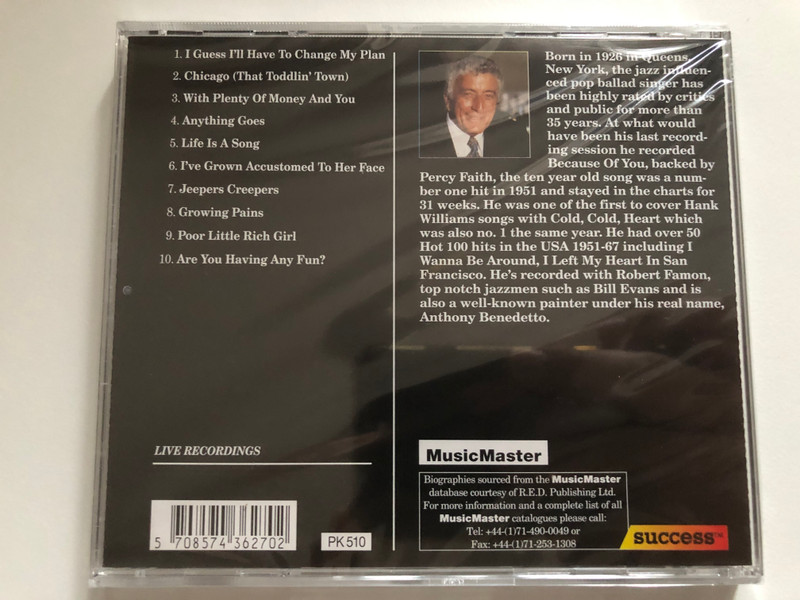 1. I Guess I'll Have To Change My Plan
2. Chicago (That Toddlin' Town)
3. With Plenty Of Money And You
4. Anything Goes
5. Life Is A Song
6. I've Grown Accustomed To Her Face
7. Jeepers Creepers
8. Growing Pains
9. Poor Little Rich Girl
10. Are You Having Any Fun?
LIVE RECORDINGS
5 708574 362702
PK 510
Born in 1926 in Queens,
New York, the jazz influen-
ced pop ballad singer has
been highly rated by critics
and public for more than
35 years. At what would
have been his last record-
ing session he recorded
Because Of You, backed by
Percy Faith, the ten year old song was a num-
ber one hit in 1951 and stayed in the charts for
31 weeks. He was one of the first to cover Hank
Williams songs with Cold, Cold, Heart which
was also no. 1 the same year. He had over 50
Hot 100 hits in the USA 1951-67 including I
Wanna Be Around, I Left My Heart In San
Francisco. He's recorded with Robert Famon,
top notch jazzmen such as Bill Evans and is
also a well-known painter under his real name,
Anthony Benedetto.
MusicMaster
Biographies sourced from the MusicMaster
database courtesy of R.E.D. Publishing Ltd.
For more information and a complete list of all
MusicMaster catalogues please call:
Tel: +44-(1)71-490-0049 or
Fax: +44-(1)71-253-1308
success™